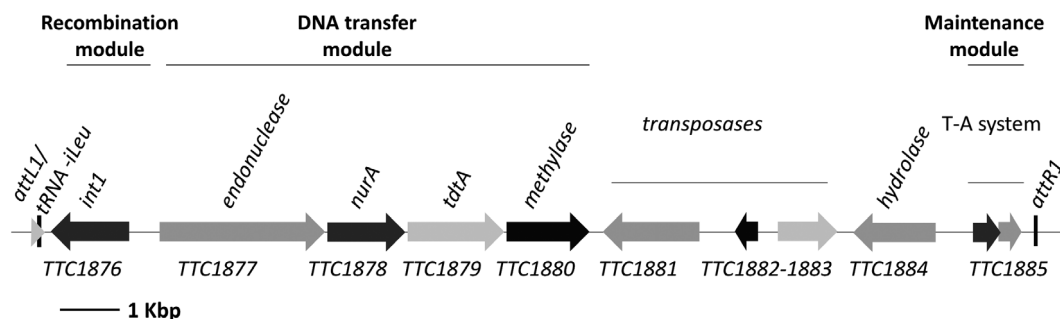 Recombination
module
DNA transfer
module
Maintenance
module
attL1/
tRNA -iLeu
int1
endonuclease
nurA
tdtA
methylase
transposases
hydrolase
T-A system
attR1
TTC1876
TTC1877
TTC1878
TTC1879
TTC1880
TTC1881
TTC1882-1883
TTC1884
TTC1885
1 Kbp